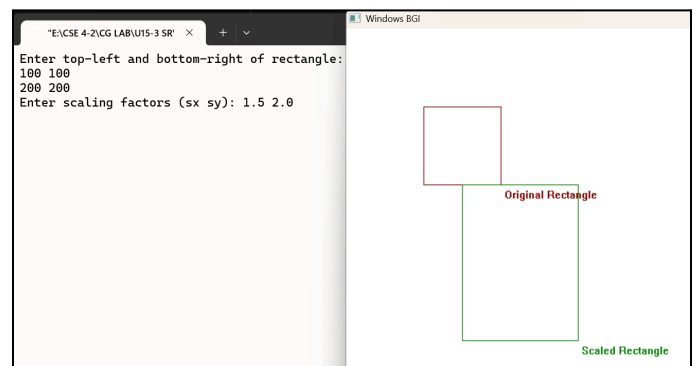 "E:\CSE 4-2\CG LAB\U15-3 SR'
Enter top-left and bottom-right of rectangle:
100 100
200 200
Enter scaling factors (sx sy): 1.5 2.0
Windows BGI
Original Rectangle
Scaled Rectangle